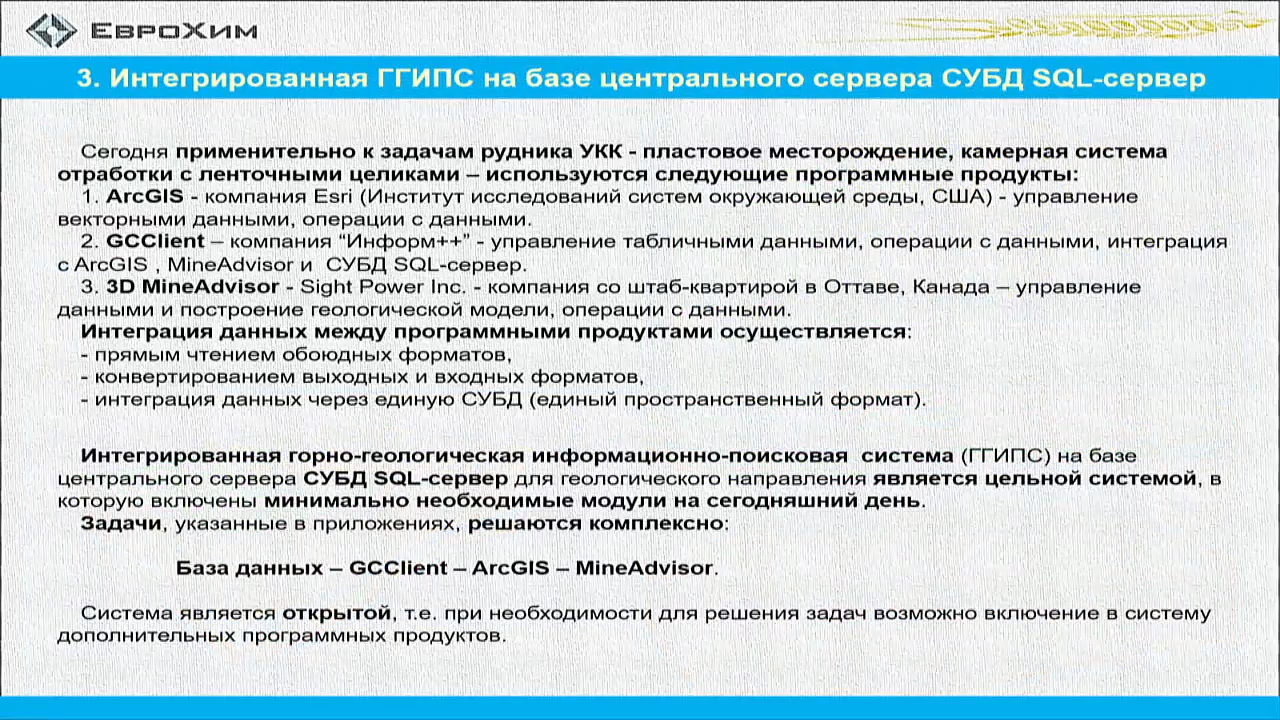 ЕвроХим
3. Интегрированная ГГИПС на базе центрального сервера СУБД SQL-сервер
Сегодня применительно к задачам рудника УКК - пластовое месторождение, камерная система
отработки с ленточными целиками – используются следующие программные продукты:
1. ArcGIS - компания Esri (Институт исследований систем окружающей среды, США) - управление
векторными данными, операции с данными.
2. GCClient – компания “Информ++” - управление табличными данными, операции с данными, интеграция
с ArcGIS , MineAdvisor и СУБД SQL-сервер.
3. 3D MineAdvisor - Sight Power Inc. - компания со штаб-квартирой в Оттаве, Канада – управление
данными и построение геологической модели, операции с данными.
Интеграция данных между программными продуктами осуществляется:
- прямым чтением обоюдных форматов,
- конвертированием выходных и входных форматов,
- интеграция данных через единую СУБД (единый пространственный формат).
Интегрированная горно-геологическая информационно-поисковая система (ГГИПС) на базе
центрального сервера СУБД SQL-сервер для геологического направления является цельной системой, в
которую включены минимально необходимые модули на сегодняшний день.
Задачи, указанные в приложениях, решаются комплексно:
База данных – GCClient – ArcGIS – MineAdvisor.
Система является открытой, т.е. при необходимости для решения задач возможно включение в систему
дополнительных программных продуктов.